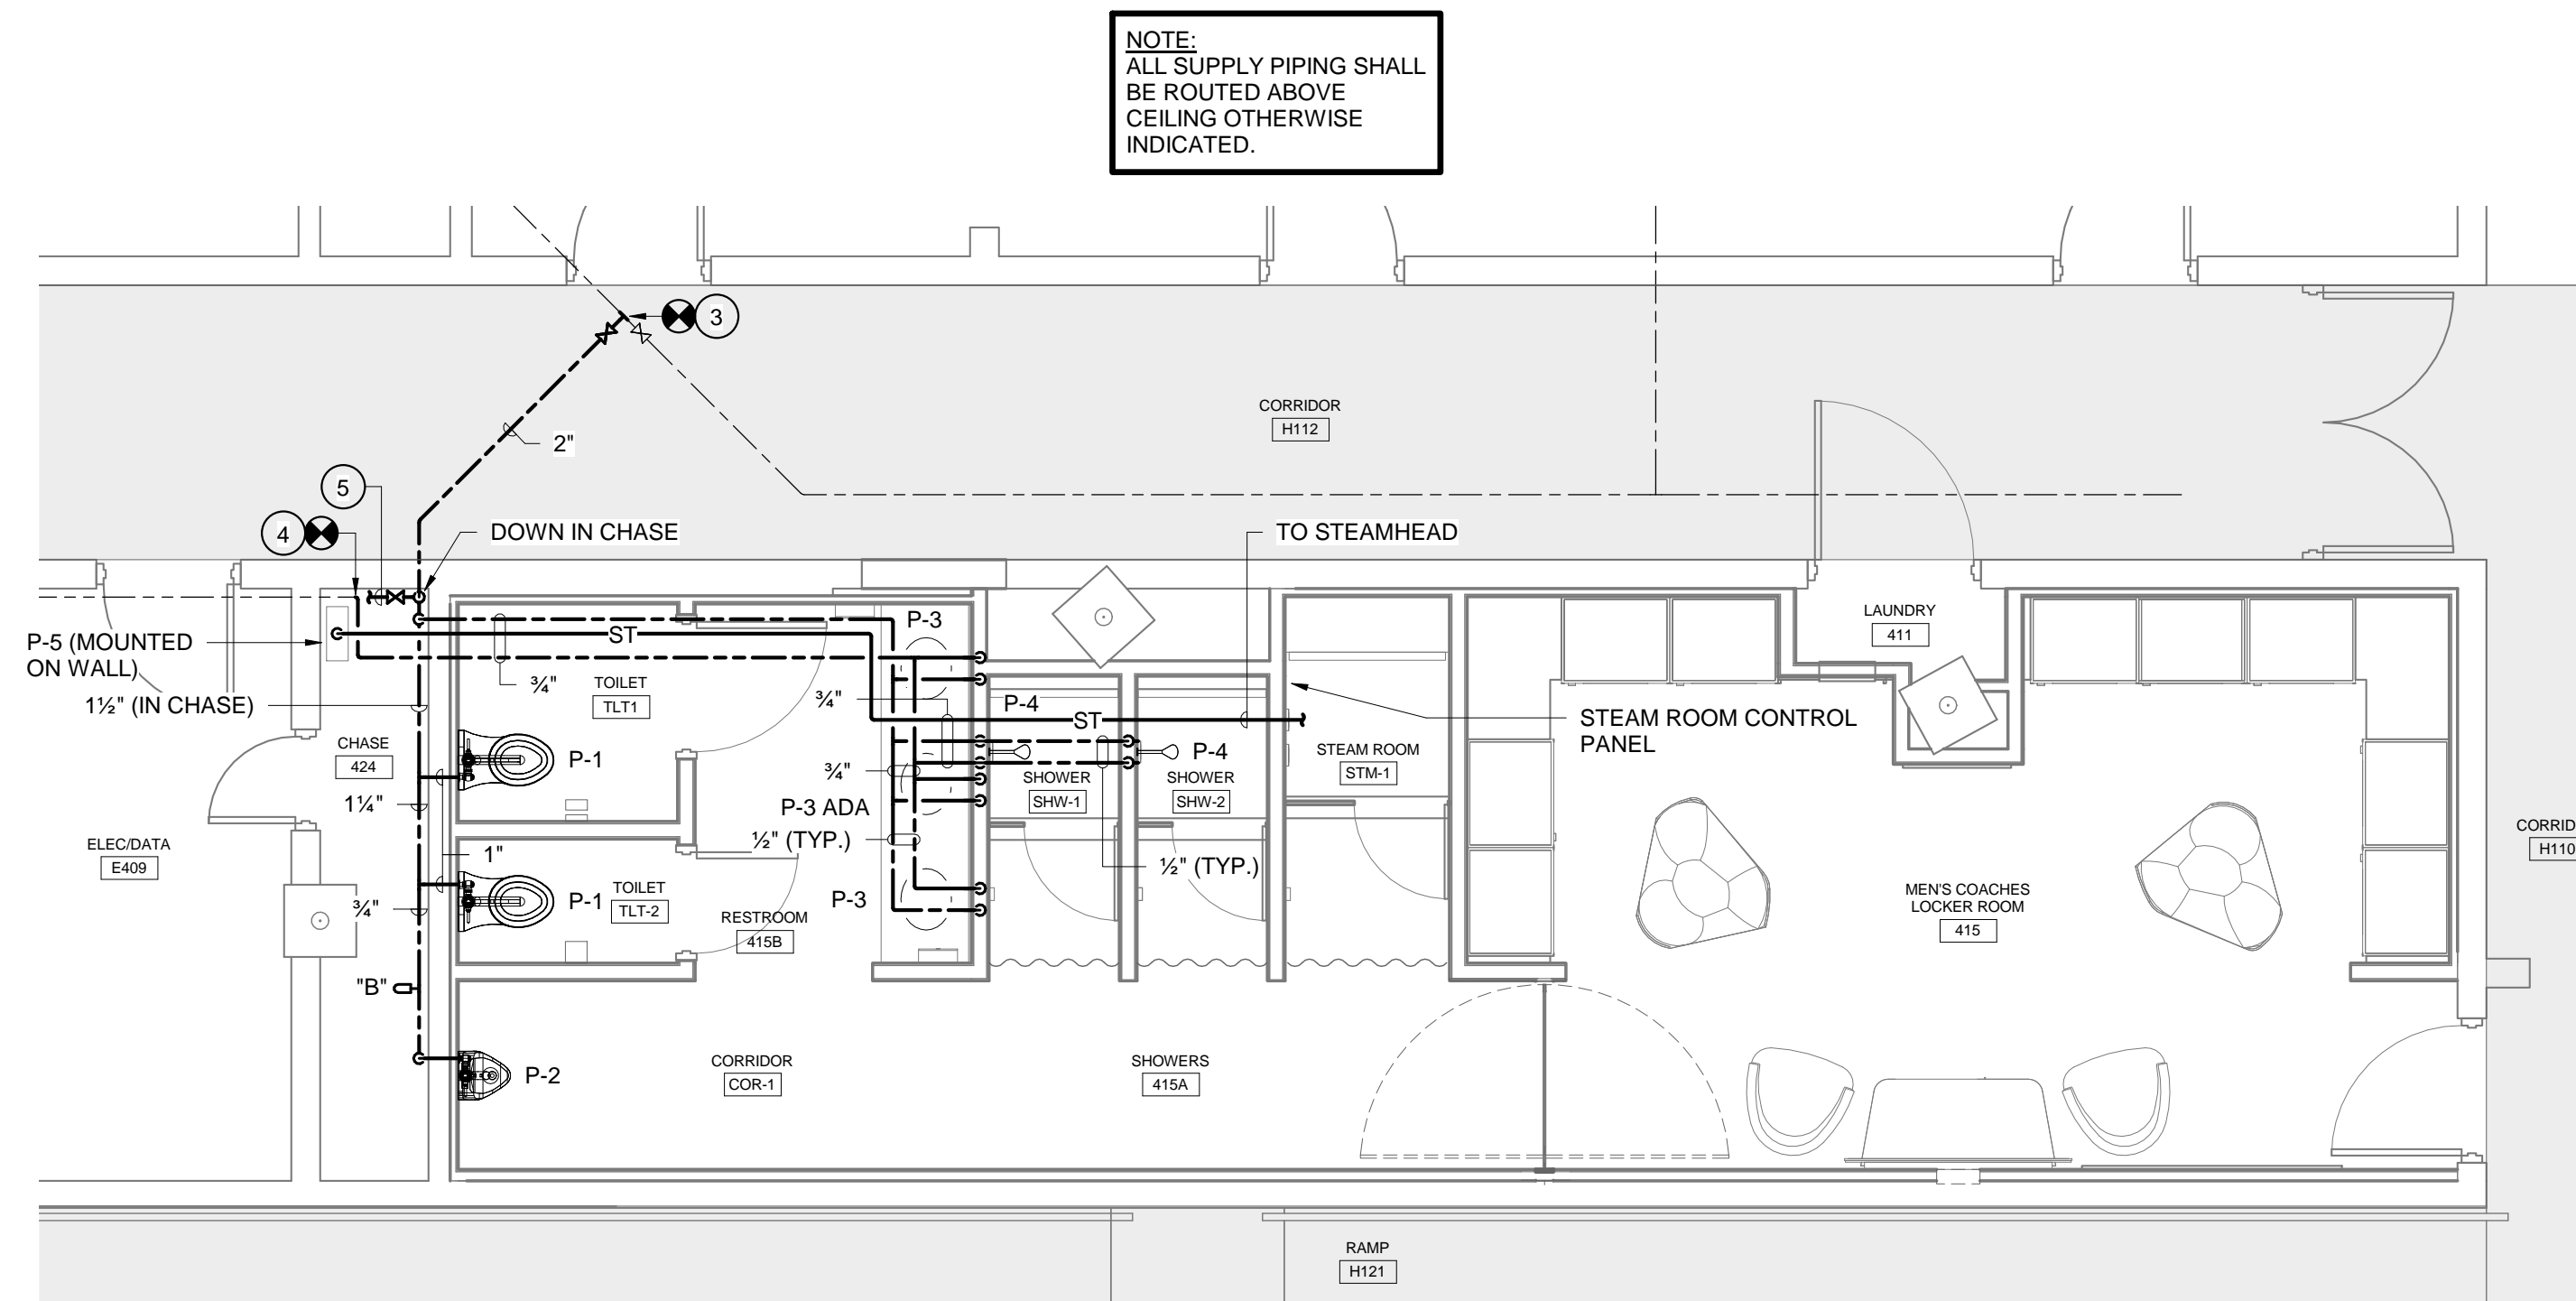 NOTE:
ALL SUPPLY PIPING SHALL
BE ROUTED ABOVE
CEILING OTHERWISE
INDICATED.
3
CORRIDOR
H112
2"
5
4
DOWN IN CHASE
TO STEAMHEAD
P-5 (MOUNTED
ON WALL)
ST
P-3
LAUNDRY
411
¾"
TOILET
TLT1
1½" (IN CHASE)
¾"
P-4
ST
STEAM ROOM CONTROL
PANEL
CHASE
424
P-1
¾"
P-4
STEAM ROOM
STM-1
SHOWER
SHW-1
SHOWER
SHW-2
1¼"
P-3 ADA
½" (TYP.)
ELEC/DATA
E409
1"
½" (TYP.)
CORRID
H110
¾"
P-1
TOILET
TLT-2
P-3
RESTROOM
415B
MEN'S COACHES
LOCKER ROOM
415
"B"
P-2
CORRIDOR
COR-1
SHOWERS
415A
RAMP
H121